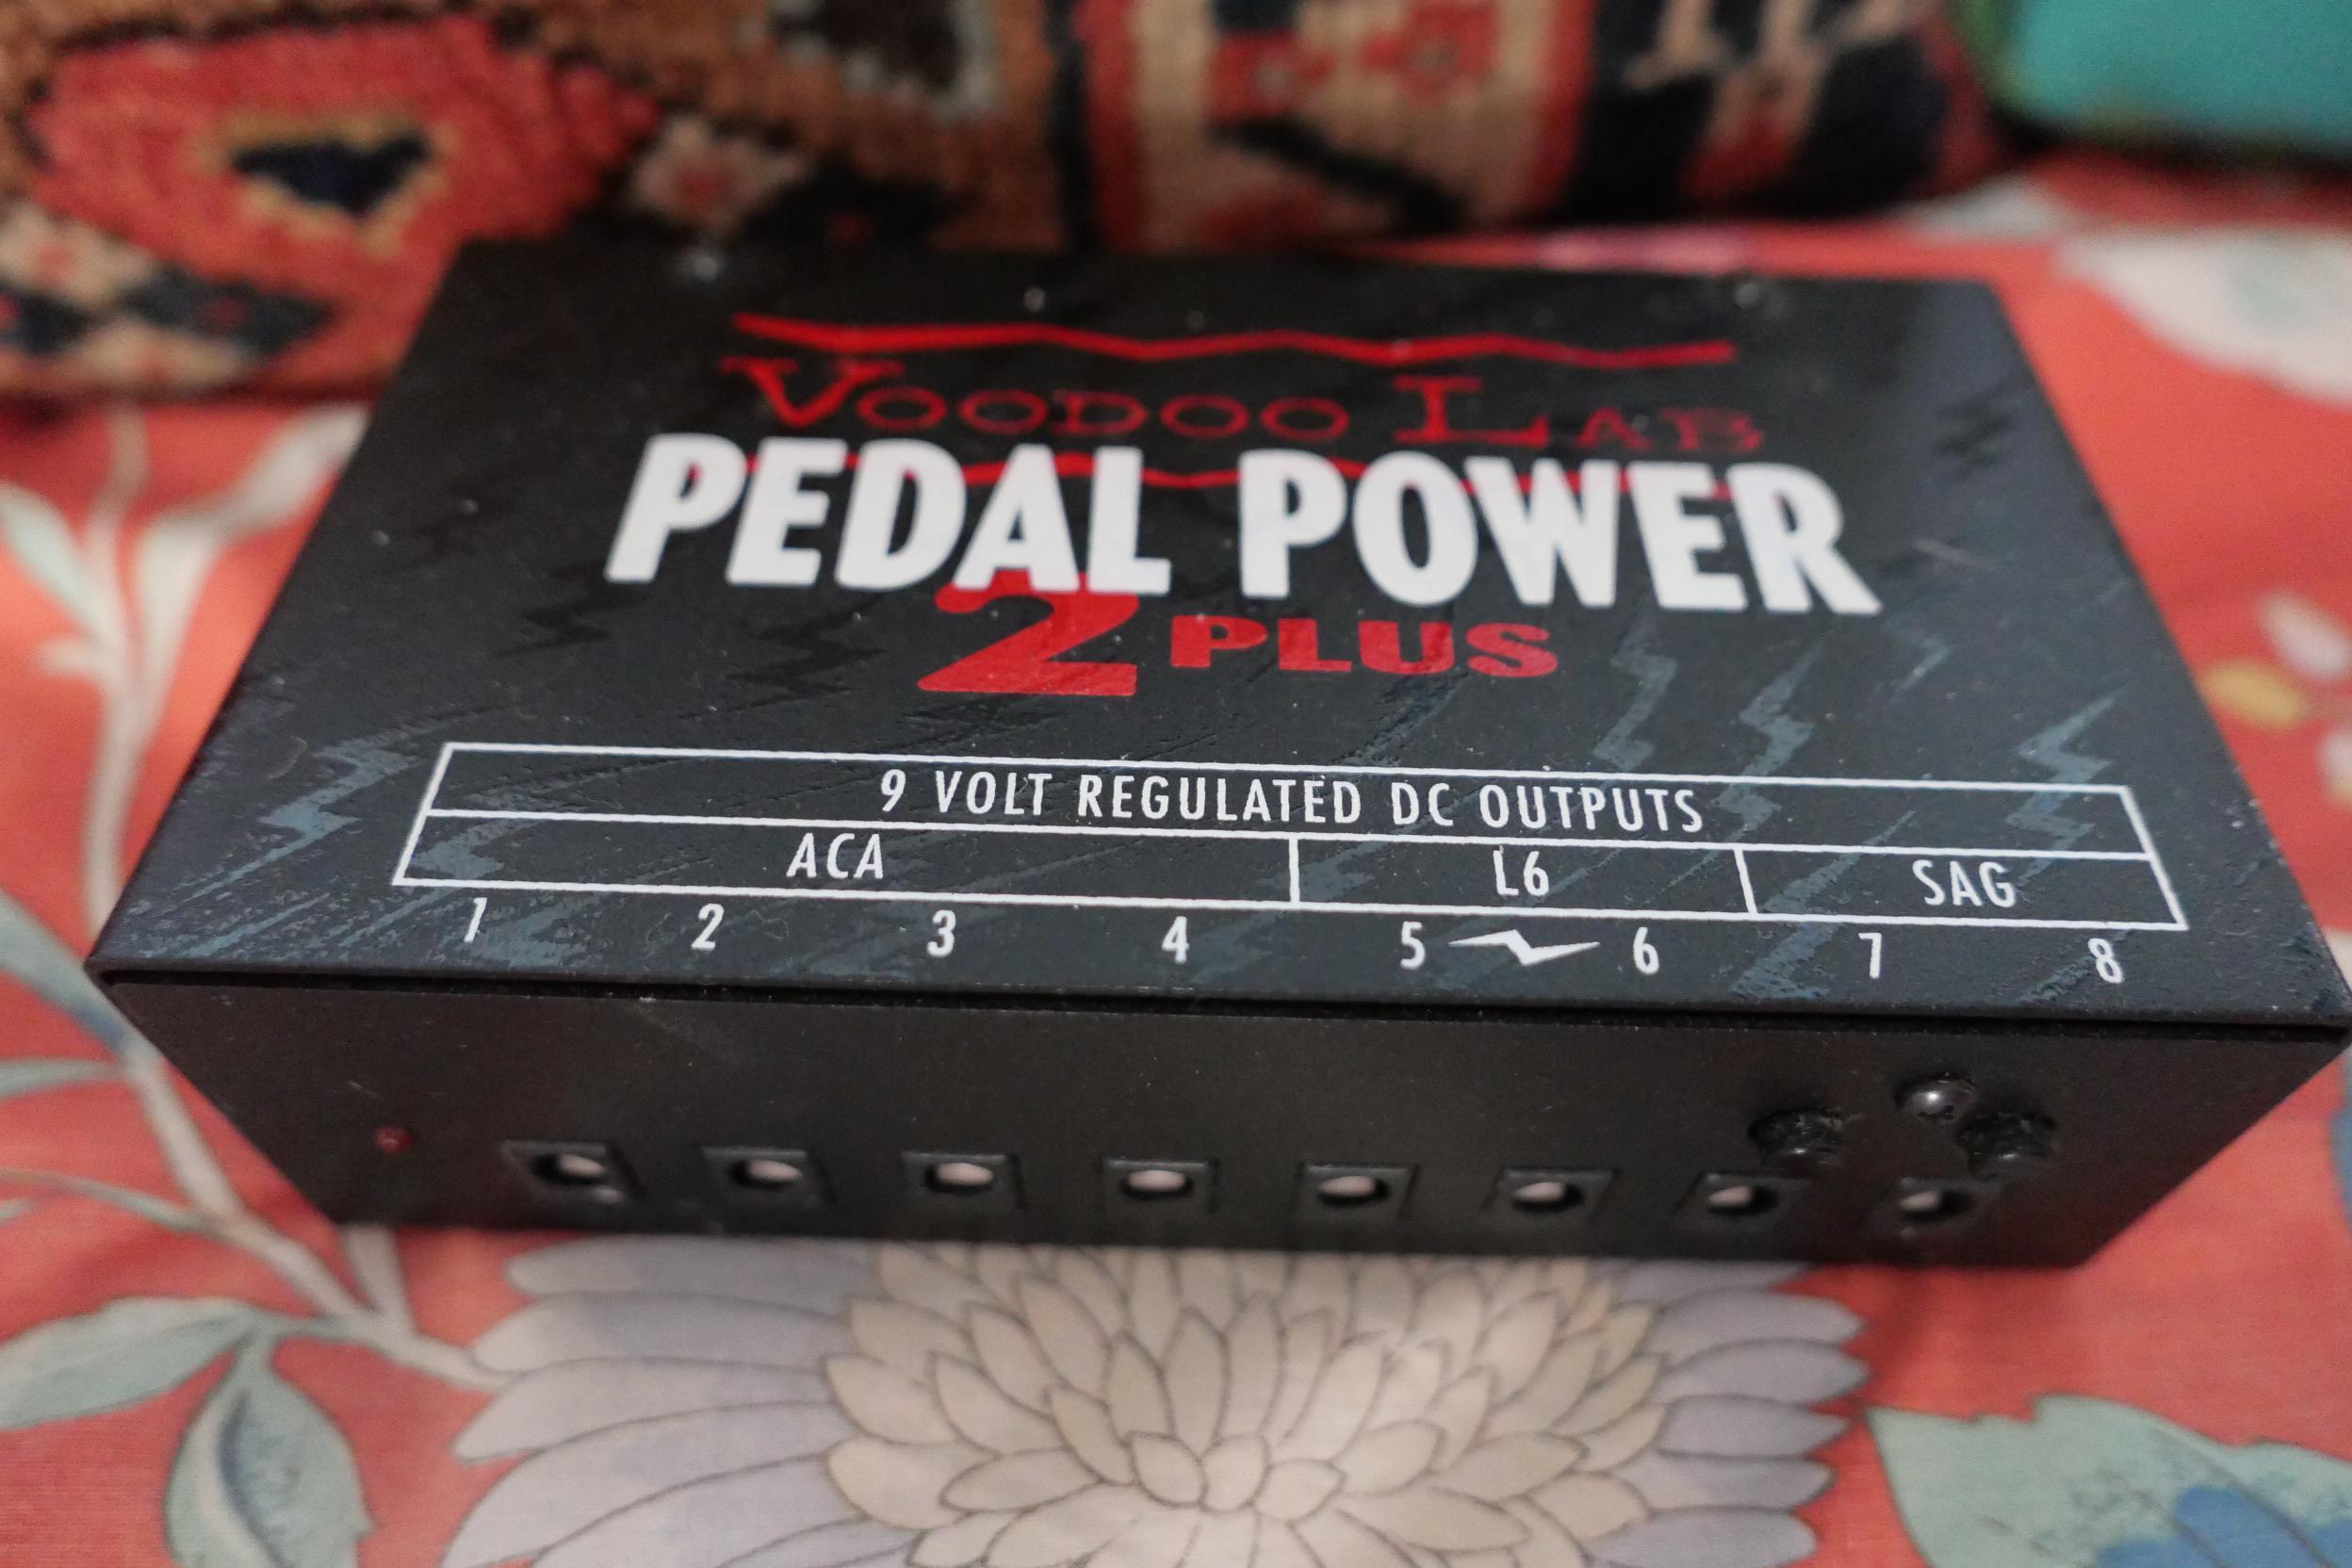 VOODOO LAB
PEDAL POWER
2 PLUS
9 VOLT REGULATED DC OUTPUTS
ACA L6 SAG
1 2 3 4 5 6 7 8